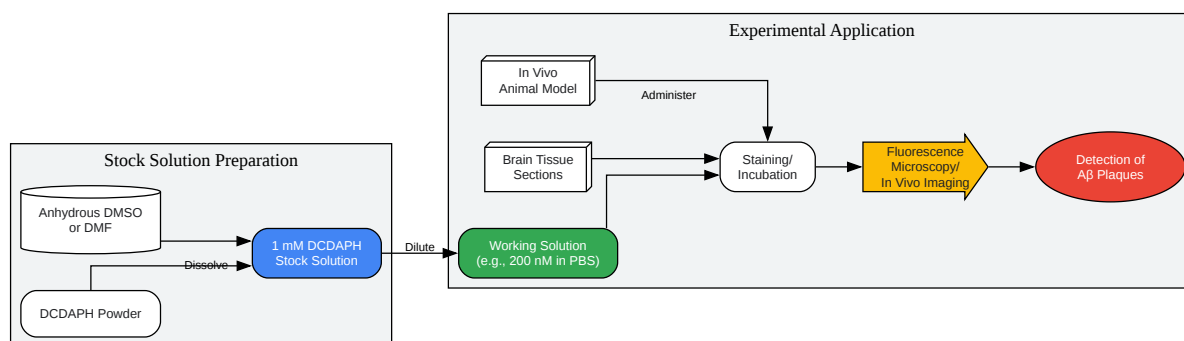 Experimental Application
In Vivo
Animal Model
Administer
Stock Solution Preparation
Brain Tissue
Sections
Staining/
Incubation
Fluorescence
Microscopy/
In Vivo Imaging
Detection of
Aβ Plaques
Anhydrous DMSO
or DMF
1 mM DCDAPH
Stock Solution
Dilute
Working Solution
(e.g., 200 nM in PBS)
Dissolve
DCDAPH Powder